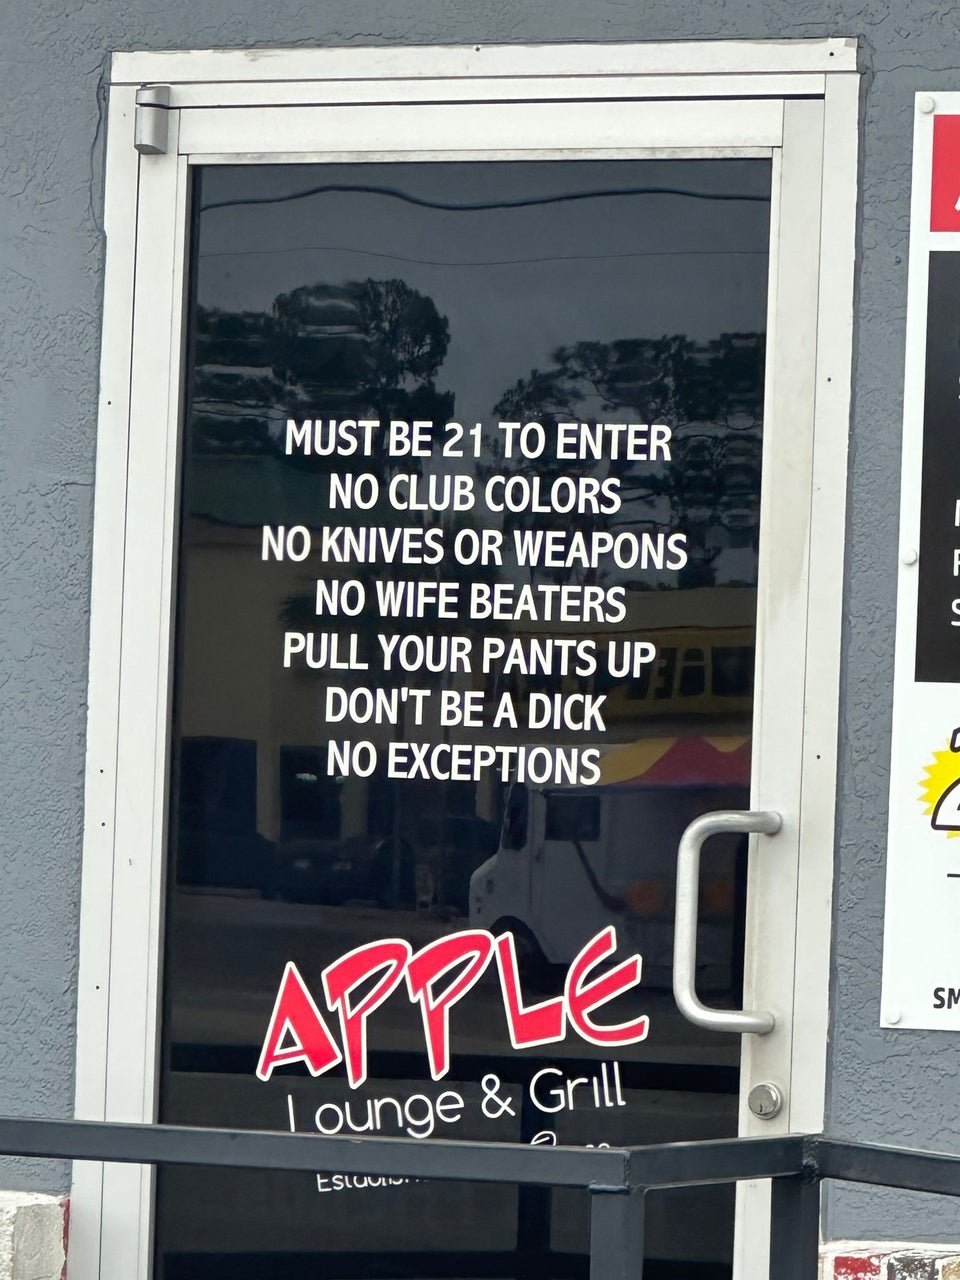 MUST BE 21 TO ENTER
NO CLUB COLORS
NO KNIVES OR WEAPONS
NO WIFE BEATERS
PULL YOUR PANTS UP
DON'T BE A DICK
NO EXCEPTIONS
APPLE
Lounge & Grill